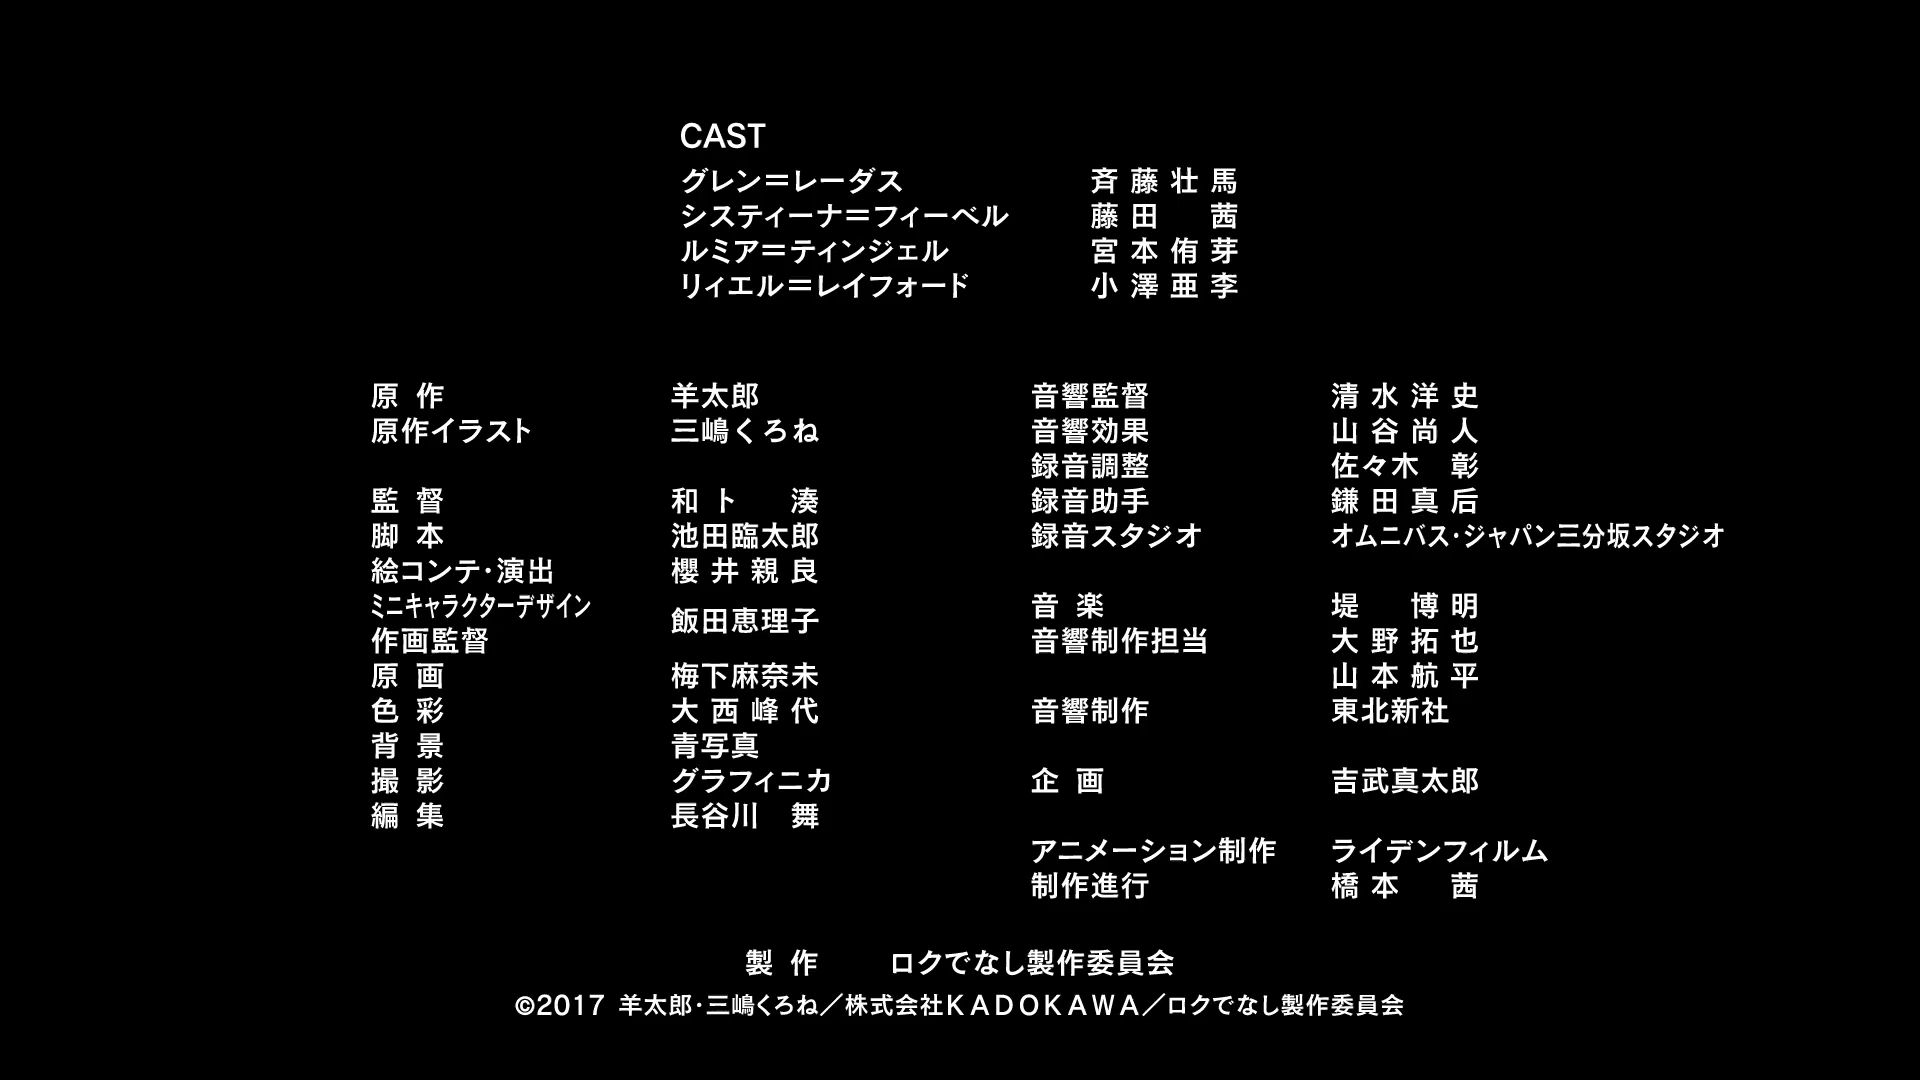 CAST
グレン＝レーダス 斉藤壮馬
システィーナ＝フィーベル 藤田 茜
ルミア＝ティンジェル 宮本侑芽
リィエル＝レイフォード 小澤亜李
原作 羊太郎
原作イラスト 三嶋くろね
監督 和ト 湊
脚本 池田臨太郎
絵コンテ・演出 櫻井親良
ミニキャラクターデザイン
作画監督 飯田恵理子
原画 梅下麻奈未
色彩 大西峰代
背景 青写真
撮影 グラフィニカ
編集 長谷川 舞
音響監督 清水洋史
音響効果 山谷尚人
録音調整 佐々木 彰
録音助手 鎌田真后
録音スタジオ オムニバス・ジャパン三分坂スタジオ
音楽 堤 博明
音響制作担当 大野拓也
山本航平
音響制作 東北新社
企画 吉武真太郎
アニメーション制作 ライデンフィルム
制作進行 橋本 茜
製作 ロクでなし製作委員会
©2017 羊太郎・三嶋くろね／株式会社ＫＡＤＯＫＡＷＡ／ロクでなし製作委員会